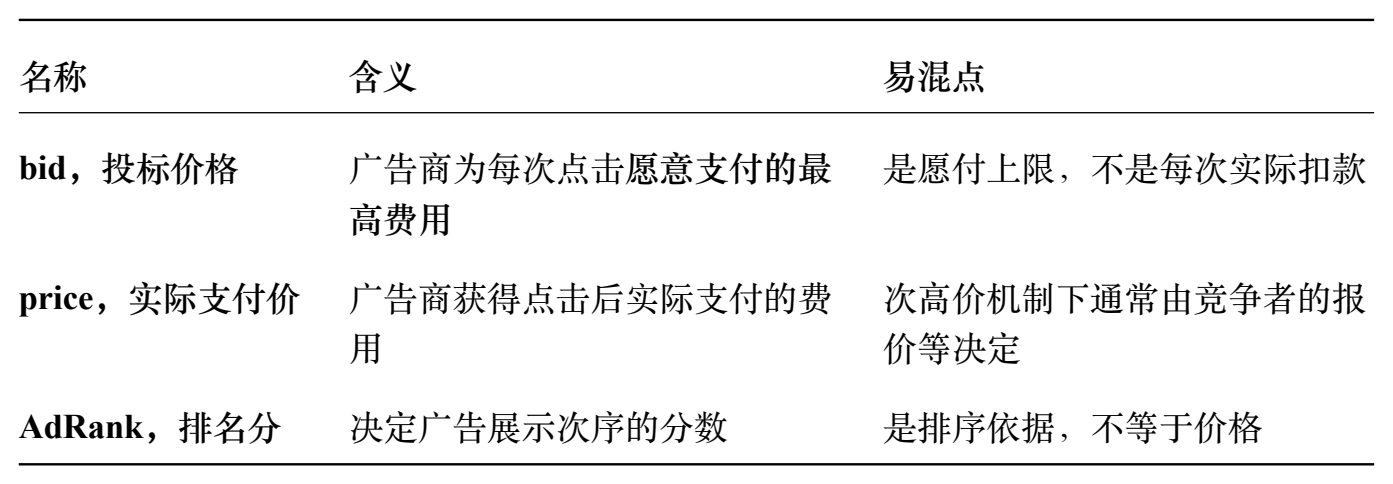 名称 含义 易混点
bid，投标价格 广告商为每次点击愿意支付的最 是愿付上限，不是每次实际扣款
高费用
price，实际支付价 广告商获得点击后实际支付的费 次高价机制下通常由竞争者的报
用 价等决定
AdRank，排名分 决定广告展示次序的分数 是排序依据，不等于价格